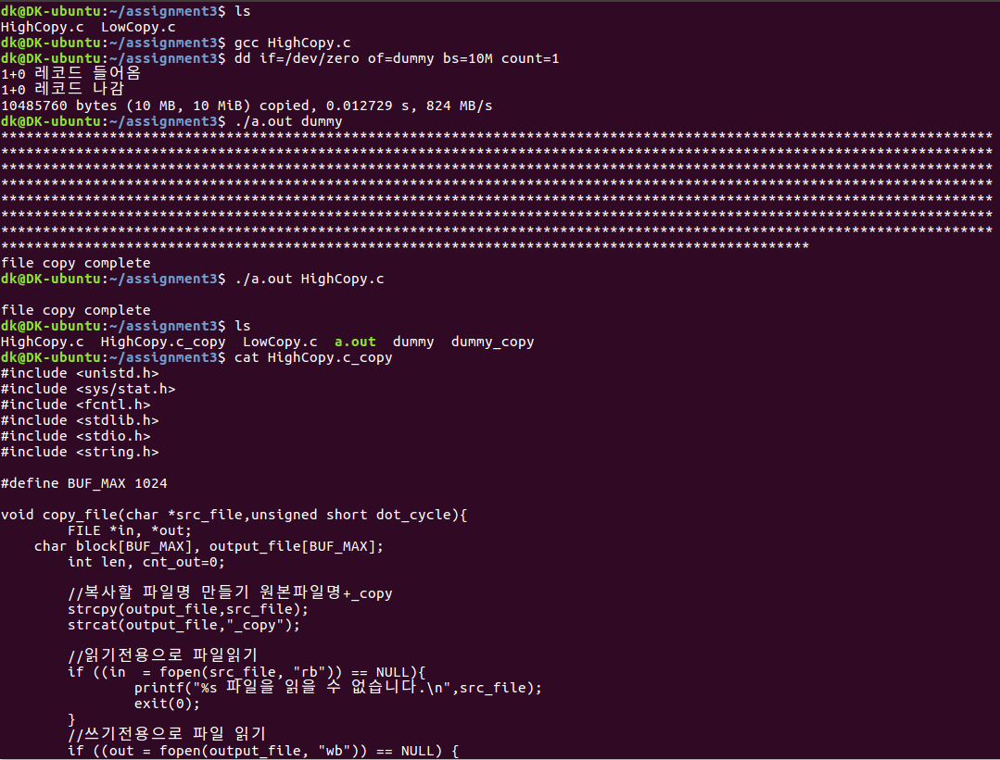 dk@DK-ubuntu:~/assignment3$ ls
HighCopy.c  LowCopy.c
dk@DK-ubuntu:~/assignment3$ gcc HighCopy.c
dk@DK-ubuntu:~/assignment3$ dd if=/dev/zero of=dummy bs=10M count=1
1+0 레코드 들어옴
1+0 레코드 나감
10485760 bytes (10 MB, 10 MiB) copied, 0.012729 s, 824 MB/s
dk@DK-ubuntu:~/assignment3$ ./a.out dummy
***********************************************************************************************************************
***********************************************************************************************************************
***********************************************************************************************************************
***********************************************************************************************************************
***********************************************************************************************************************
***********************************************************************************************************************
***********************************************************************************************************************
*************************************************************************************************
file copy complete
dk@DK-ubuntu:~/assignment3$ ./a.out HighCopy.c

file copy complete
dk@DK-ubuntu:~/assignment3$ ls
HighCopy.c  HighCopy.c_copy  LowCopy.c  a.out  dummy  dummy_copy
dk@DK-ubuntu:~/assignment3$ cat HighCopy.c_copy
#include <unistd.h>
#include <sys/stat.h>
#include <fcntl.h>
#include <stdlib.h>
#include <stdio.h>
#include <string.h>

#define BUF_MAX 1024

void copy_file(char *src_file,unsigned short dot_cycle){
        FILE *in, *out;
    char block[BUF_MAX], output_file[BUF_MAX];
        int len, cnt_out=0;

        //복사할 파일명 만들기 원본파일명+_copy
        strcpy(output_file,src_file);
        strcat(output_file,"_copy");

        //읽기전용으로 파일읽기
        if ((in  = fopen(src_file, "rb")) == NULL){
                printf("%s 파일을 읽을 수 없습니다.\n",src_file);
                exit(0);
        }
        //쓰기전용으로 파일 읽기
        if ((out = fopen(output_file, "wb")) == NULL) {